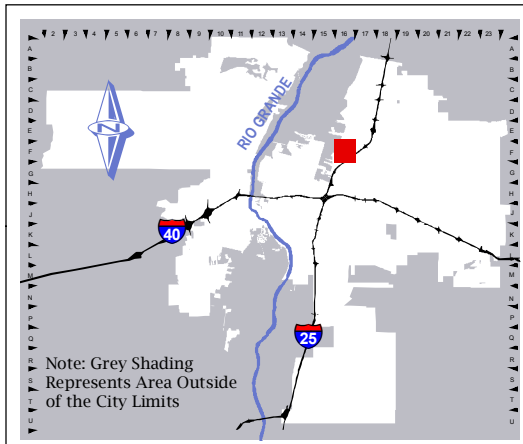 2 3 4 5 6 7 8 9 10 11 12 13 14 15 16 17 18 19 20 21 22 23
A A
B B
C C
D D
E E
F F
G G
H H
J J
K K
L L
M M
N N
P P
Q Q
R R
S S
T T
U U
N
RIO GRANDE
40
25
Note: Grey Shading
Represents Area Outside
of the City Limits